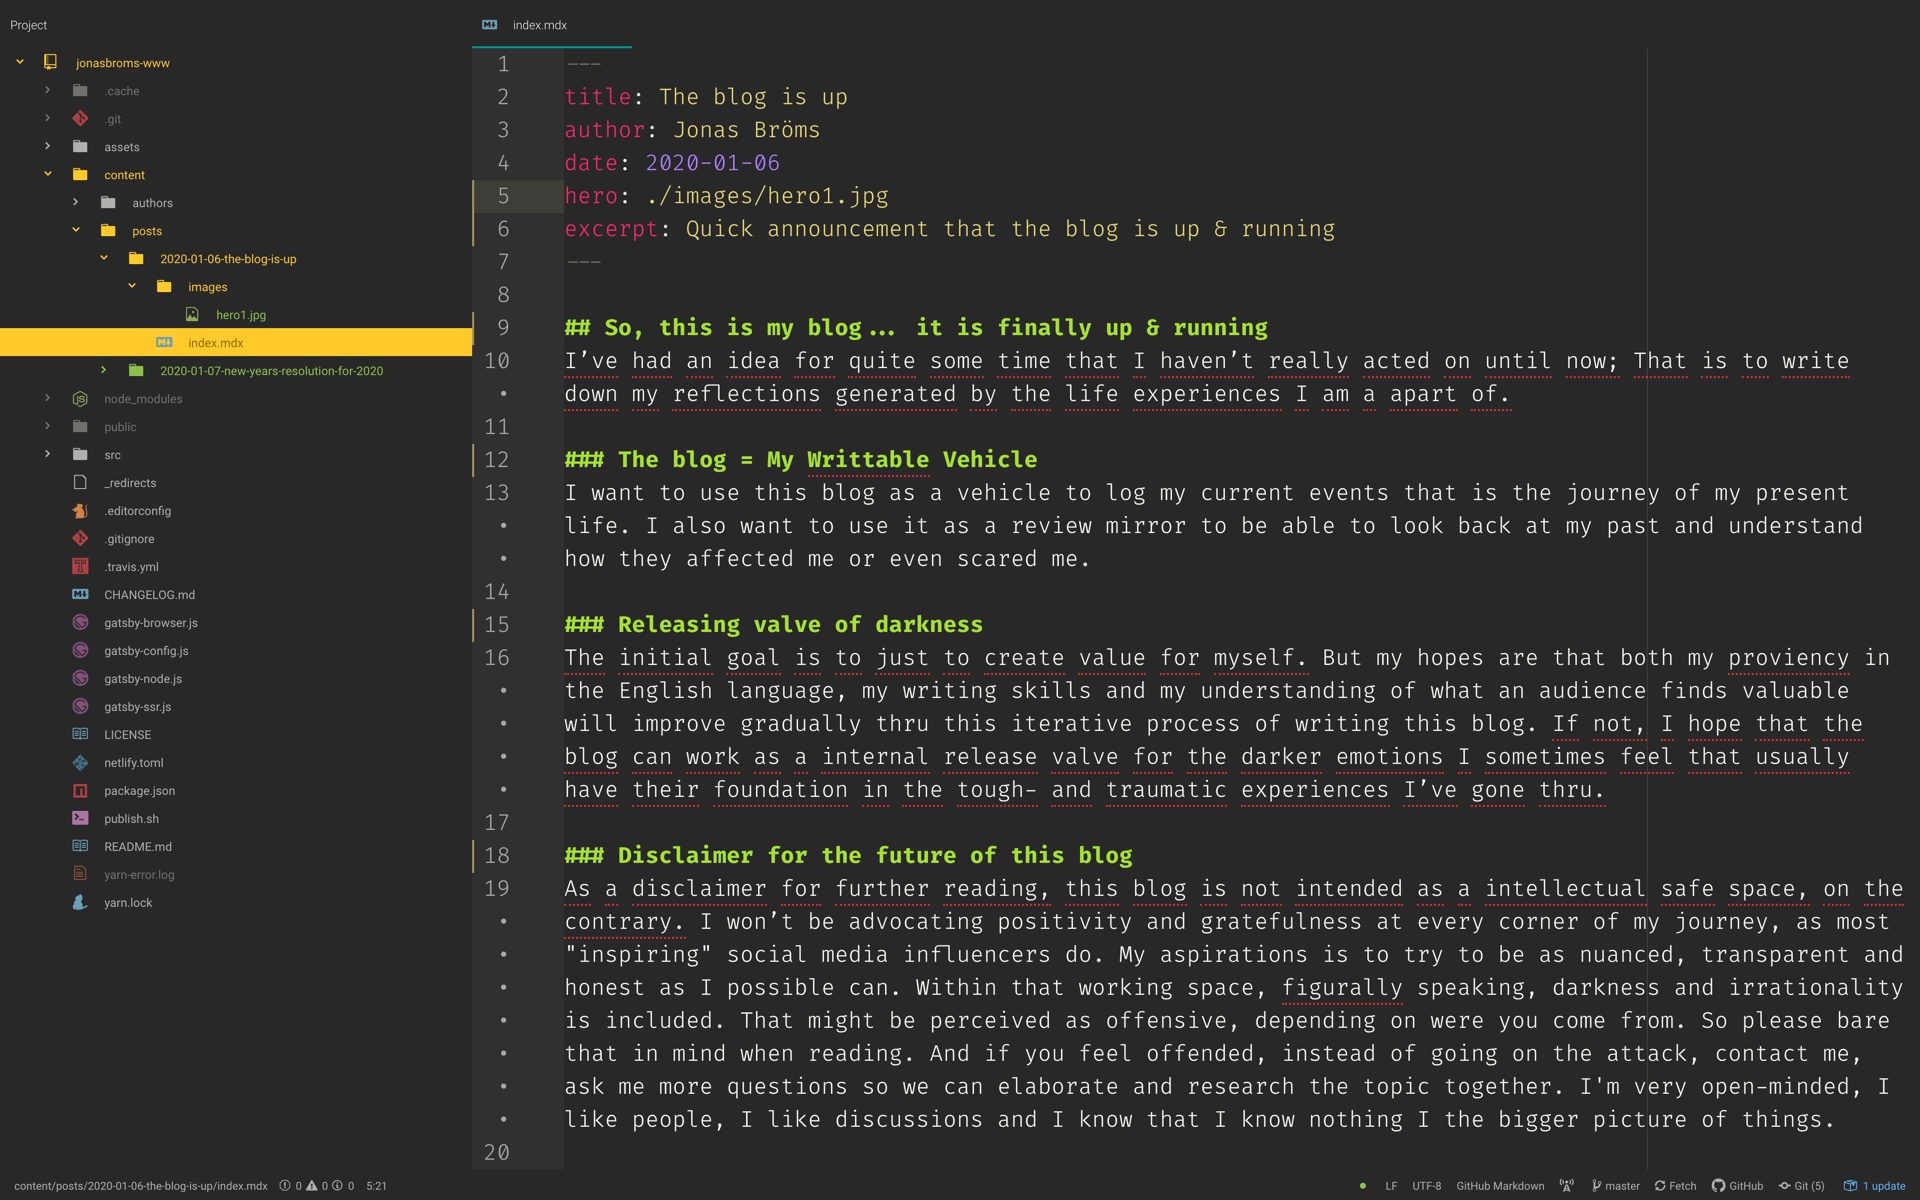 Project
jonasbroms-www
.cache
.git
assets
content
authors
posts
2020-01-06-the-blog-is-up
images
hero1.jpg
index.mdx
2020-01-07-new-years-resolution-for-2020
node_modules
public
src
_redirects
.editorconfig
.gitignore
.travis.yml
CHANGELOG.md
gatsby-browser.js
gatsby-config.js
gatsby-node.js
gatsby-ssr.js
LICENSE
netlify.toml
package.json
publish.sh
README.md
yarn-error.log
yarn.lock
index.mdx
1 ---
2 title: The blog is up
3 author: Jonas Bröms
4 date: 2020-01-06
5 hero: ./images/hero1.jpg
6 excerpt: Quick announcement that the blog is up & running
7 ---
8
9 ## So, this is my blog... it is finally up & running
10 I’ve had an idea for quite some time that I haven’t really acted on until now; That is to write
• down my reflections generated by the life experiences I am a apart of.
11
12 ### The blog = My Writtable Vehicle
13 I want to use this blog as a vehicle to log my current events that is the journey of my present
• life. I also want to use it as a review mirror to be able to look back at my past and understand
• how they affected me or even scared me.
14
15 ### Releasing valve of darkness
16 The initial goal is to just to create value for myself. But my hopes are that both my proviency in
• the English language, my writing skills and my understanding of what an audience finds valuable
• will improve gradually thru this iterative process of writing this blog. If not, I hope that the
• blog can work as a internal release valve for the darker emotions I sometimes feel that usually
• have their foundation in the tough- and traumatic experiences I’ve gone thru.
17
18 ### Disclaimer for the future of this blog
19 As a disclaimer for further reading, this blog is not intended as a intellectual safe space, on the
• contrary. I won’t be advocating positivity and gratefulness at every corner of my journey, as most
• "inspiring" social media influencers do. My aspirations is to try to be as nuanced, transparent and
• honest as I possible can. Within that working space, figurally speaking, darkness and irrationality
• is included. That might be perceived as offensive, depending on were you come from. So please bare
• that in mind when reading. And if you feel offended, instead of going on the attack, contact me,
• ask me more questions so we can elaborate and research the topic together. I'm very open-minded, I
• like people, I like discussions and I know that I know nothing I the bigger picture of things.
20
content/posts/2020-01-06-the-blog-is-up/index.mdx 0 0 0 5:21 LF UTF-8 GitHub Markdown master Fetch GitHub Git (5) 1 update